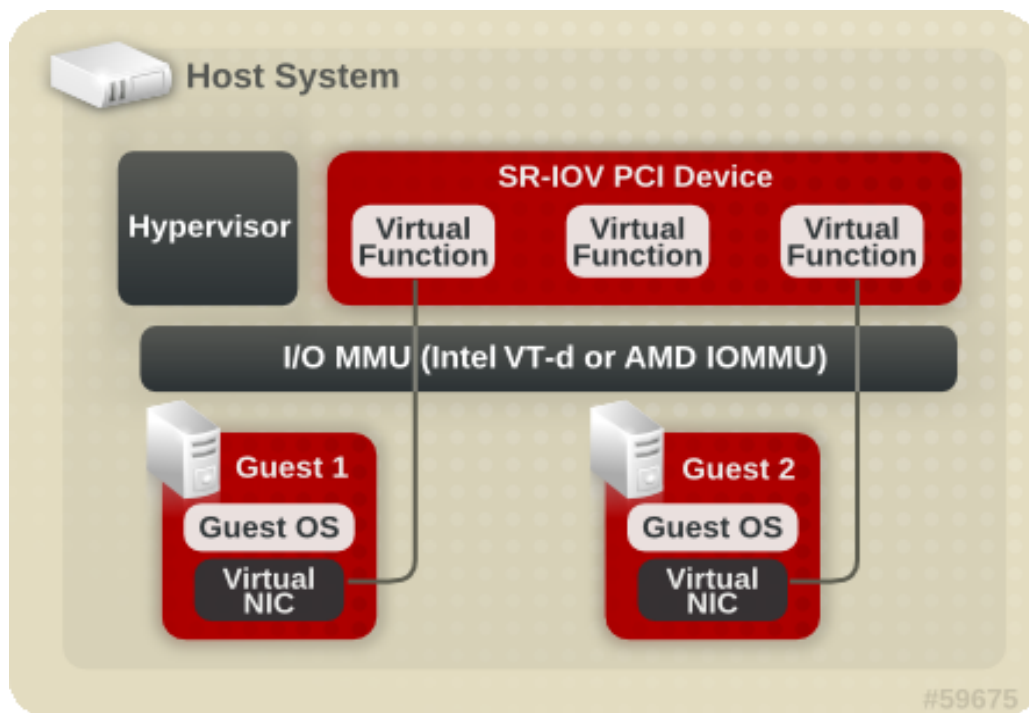 Host System
Hypervisor
SR-IOV PCI Device
Virtual
Function
Virtual
Function
Virtual
Function
I/O MMU (Intel VT-d or AMD IOMMU)
Guest 1
Guest OS
Virtual
NIC
Guest 2
Guest OS
Virtual
NIC
#59675